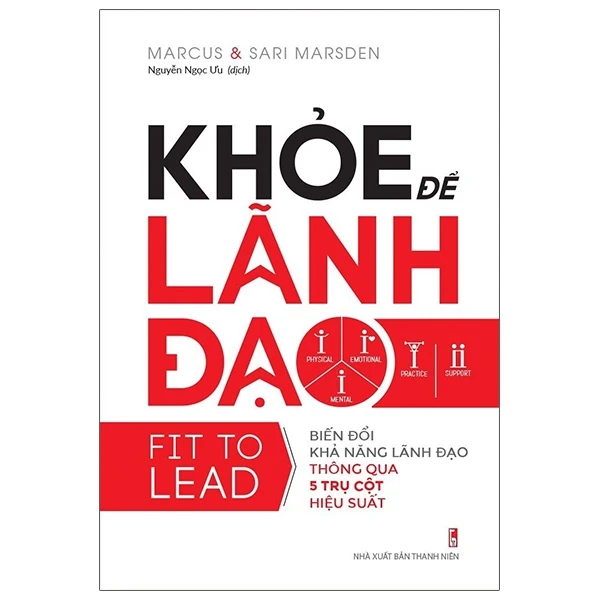 MARCUS & SARI MARSDEN
Nguyễn Ngọc Ưu (dịch)
KHỎE ĐỂ
LÃNH
ĐẠO
PHYSICAL
EMOTIONAL
MENTAL
PRACTICE
SUPPORT
FIT TO
LEAD
BIẾN ĐỔI
KHẢ NĂNG LÃNH ĐẠO
THÔNG QUA
5 TRỤ CỘT
HIỆU SUẤT
NHÀ XUẤT BẢN THANH NIÊN